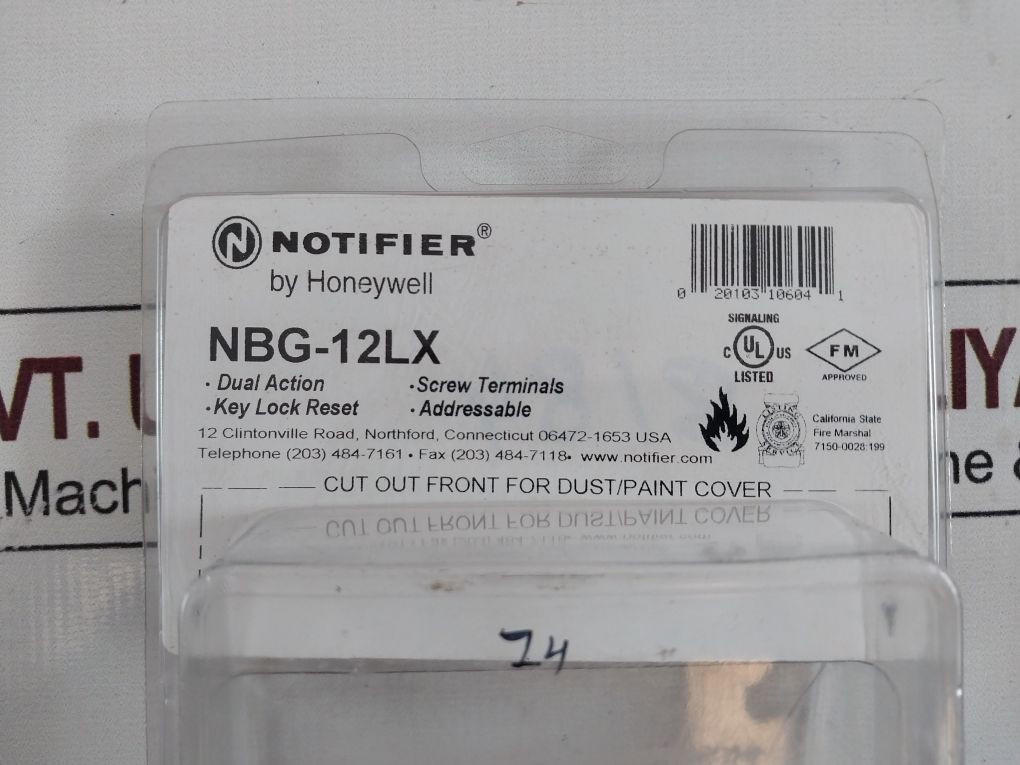 N NOTIFIER®
by Honeywell
0 20103 10604 1
NBG-12LX
• Dual Action
• Screw Terminals
• Key Lock Reset
• Addressable
SIGNALING
C UL US
LISTED
FM
APPROVED
California State
Fire Marshal
7150-0028:199
12 Clintonville Road, Northford, Connecticut 06472-1653 USA
Telephone (203) 484-7161 • Fax (203) 484-7118• www.notifier.com
CUT OUT FRONT FOR DUST/PAINT COVER
VT.
Mach